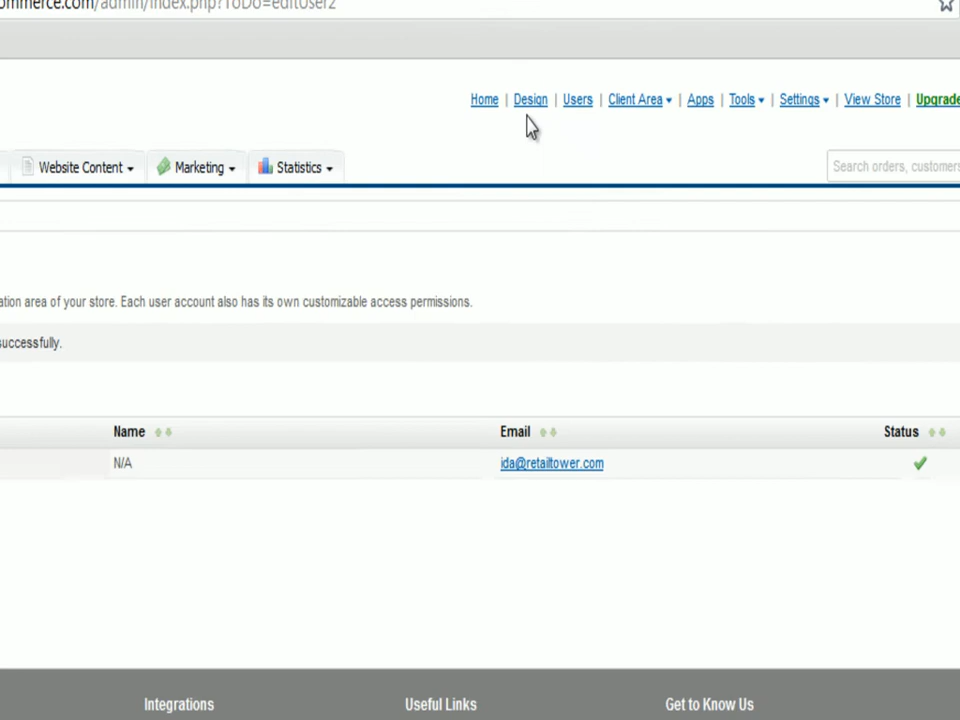 ommerce.com/admin/index.php?ToDo=editUser2
Home | Design | Users | Client Area | Apps | Tools | Settings | View Store | Upgrade
Website Content Marketing Statistics Search orders, customers
ation area of your store. Each user account also has its own customizable access permissions.
successfully.
Name Email Status
N/A ida@retailtower.com
Integrations Useful Links Get to Know Us